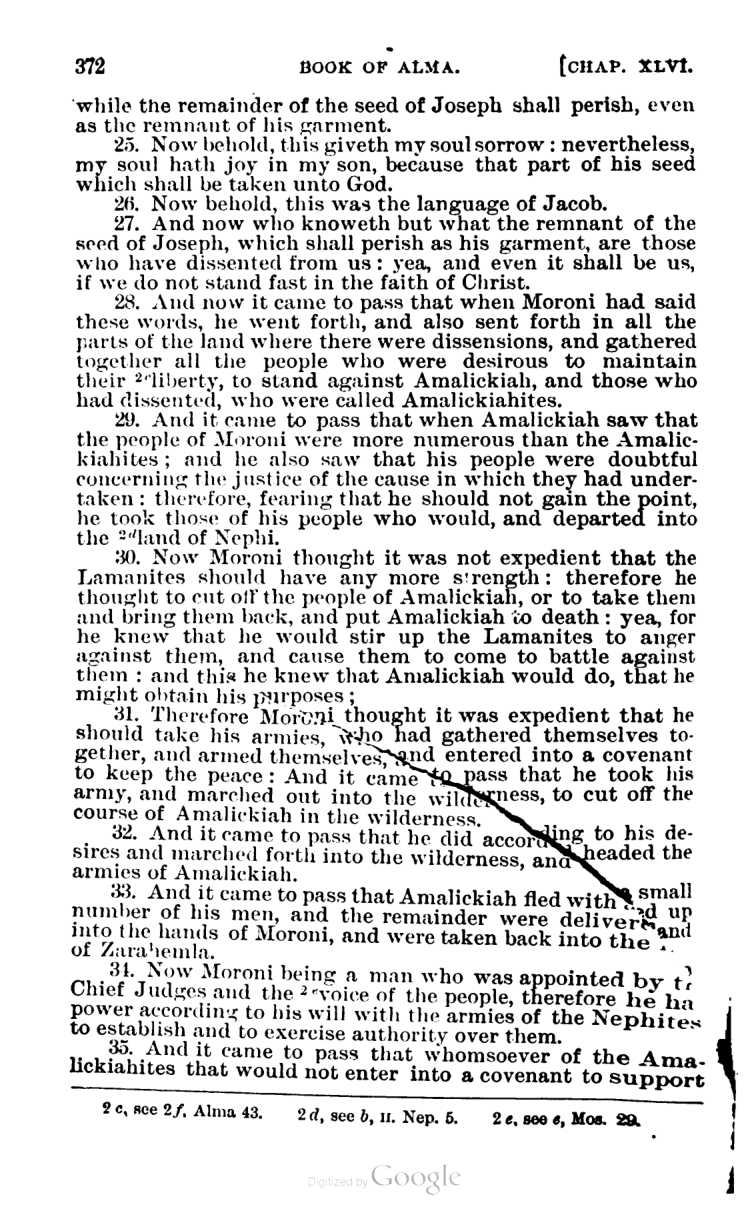 372 BOOK OF ALMA. [CHAP. XLVI.
while the remainder of the seed of Joseph shall perish, even
as the remnant of his garment.
25. Now behold, this giveth my soul sorrow : nevertheless,
my soul hath joy in my son, because that part of his seed
which shall be taken unto God.
26. Now behold, this was the language of Jacob.
27. And now who knoweth but what the remnant of the
seed of Joseph, which shall perish as his garment, are those
who have dissented from us : yea, and even it shall be us,
if we do not stand fast in the faith of Christ.
28. And now it came to pass that when Moroni had said
these words, he went forth, and also sent forth in all the
parts of the land where there were dissensions, and gathered
together all the people who were desirous to maintain
their 2c liberty, to stand against Amalickiah, and those who
had dissented, who were called Amalickiahites.
29. And it came to pass that when Amalickiah saw that
the people of Moroni were more numerous than the Amalic-
kiahites ; and he also saw that his people were doubtful
concerning the justice of the cause in which they had under-
taken : therefore, fearing that he should not gain the point,
he took those of his people who would, and departed into
the 2d land of Nephi.
30. Now Moroni thought it was not expedient that the
Lamanites should have any more strength : therefore he
thought to cut off the people of Amalickiah, or to take them
and bring them back, and put Amalickiah to death : yea, for
he knew that he would stir up the Lamanites to anger
against them, and cause them to come to battle against
them : and this he knew that Amalickiah would do, that he
might obtain his purposes ;
31. Therefore Moroni thought it was expedient that he
should take his armies, who had gathered themselves to-
gether, and armed themselves, and entered into a covenant
to keep the peace : And it came to pass that he took his
army, and marched out into the wilderness, to cut off the
course of Amalickiah in the wilderness.
32. And it came to pass that he did according to his de-
sires and marched forth into the wilderness, and headed the
armies of Amalickiah.
33. And it came to pass that Amalickiah fled with a small
number of his men, and the remainder were delivered up
into the hands of Moroni, and were taken back into the
of Zarahemla.
34. Now Moroni being a man who was appointed by
Chief Judges and the 2e voice of the people, therefore he
power according to his will with the armies of the Nephites
to establish and to exercise authority over them.
35. And it came to pass that whomsoever of the Ama-
lickiahites that would not enter into a covenant to support
2 c, see 2 f, Alma 43. 2 d, see b, II. Nep. 5. 2 e, see e, Mos. 29.
Digitized by Google